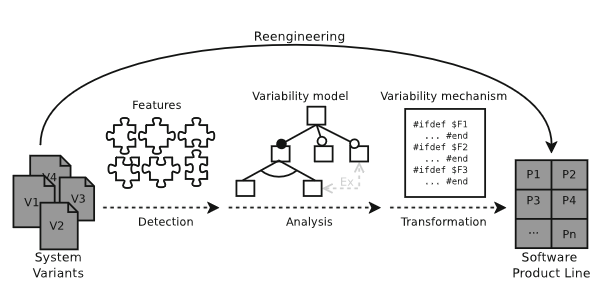 Reengineering
Features
Variability model
Variability mechanism
#ifdef $F1
... #end
#ifdef $F2
... #end
#ifdef $F3
... #end
Ex
V4
V1
V3
V2
P1 P2
P3 P4
... Pn
Detection
Analysis
Transformation
System
Variants
Software
Product Line